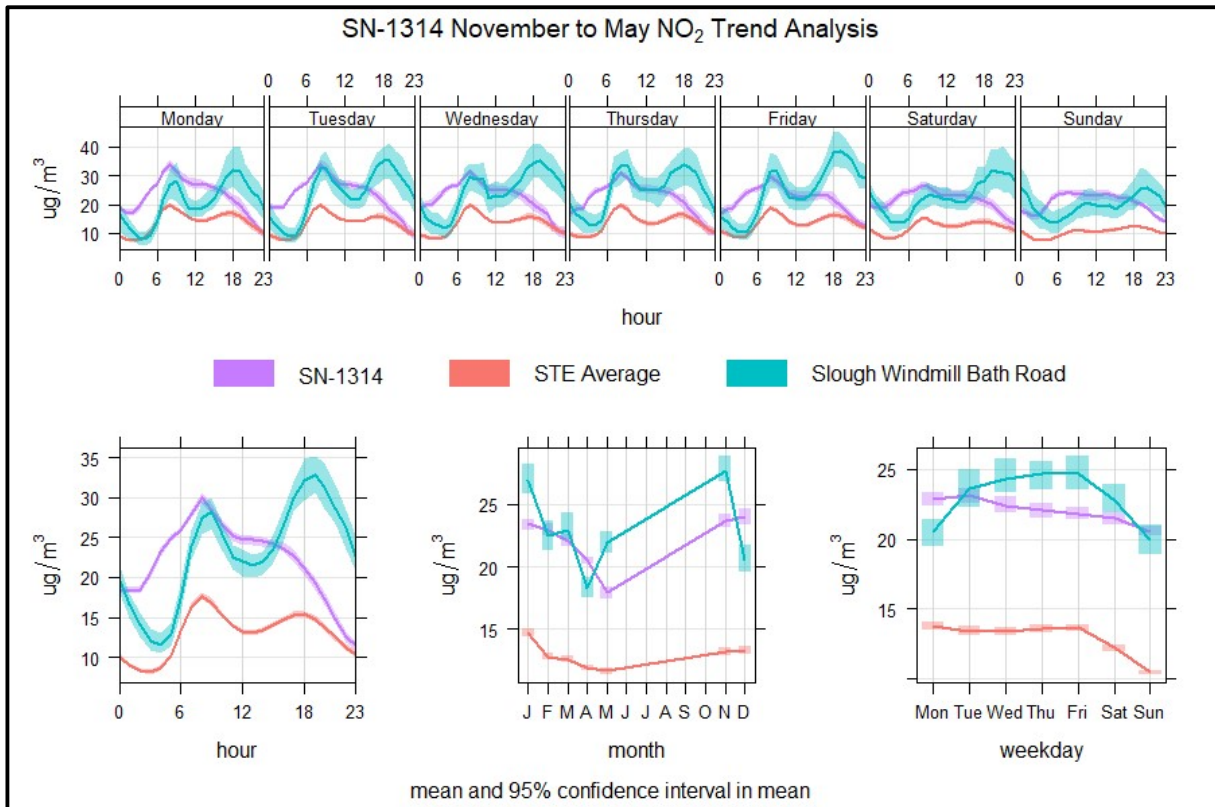 SN-1314 November to May NO₂ Trend Analysis
0 6 12 18 23 0 6 12 18 23 0 6 12 18 23
Monday Tuesday Wednesday Thursday Friday Saturday Sunday
40
30
20
10
ug/m³
0 6 12 18 23 0 6 12 18 23 0 6 12 18 23 0 6 12 18 23
hour
SN-1314 STE Average Slough Windmill Bath Road
35
30
25
20
15
10
ug/m³
0 6 12 18 23
hour
25
20
15
ug/m³
J F M A M J J A S O N D
month
25
20
15
ug/m³
Mon Tue Wed Thu Fri Sat Sun
weekday
mean and 95% confidence interval in mean